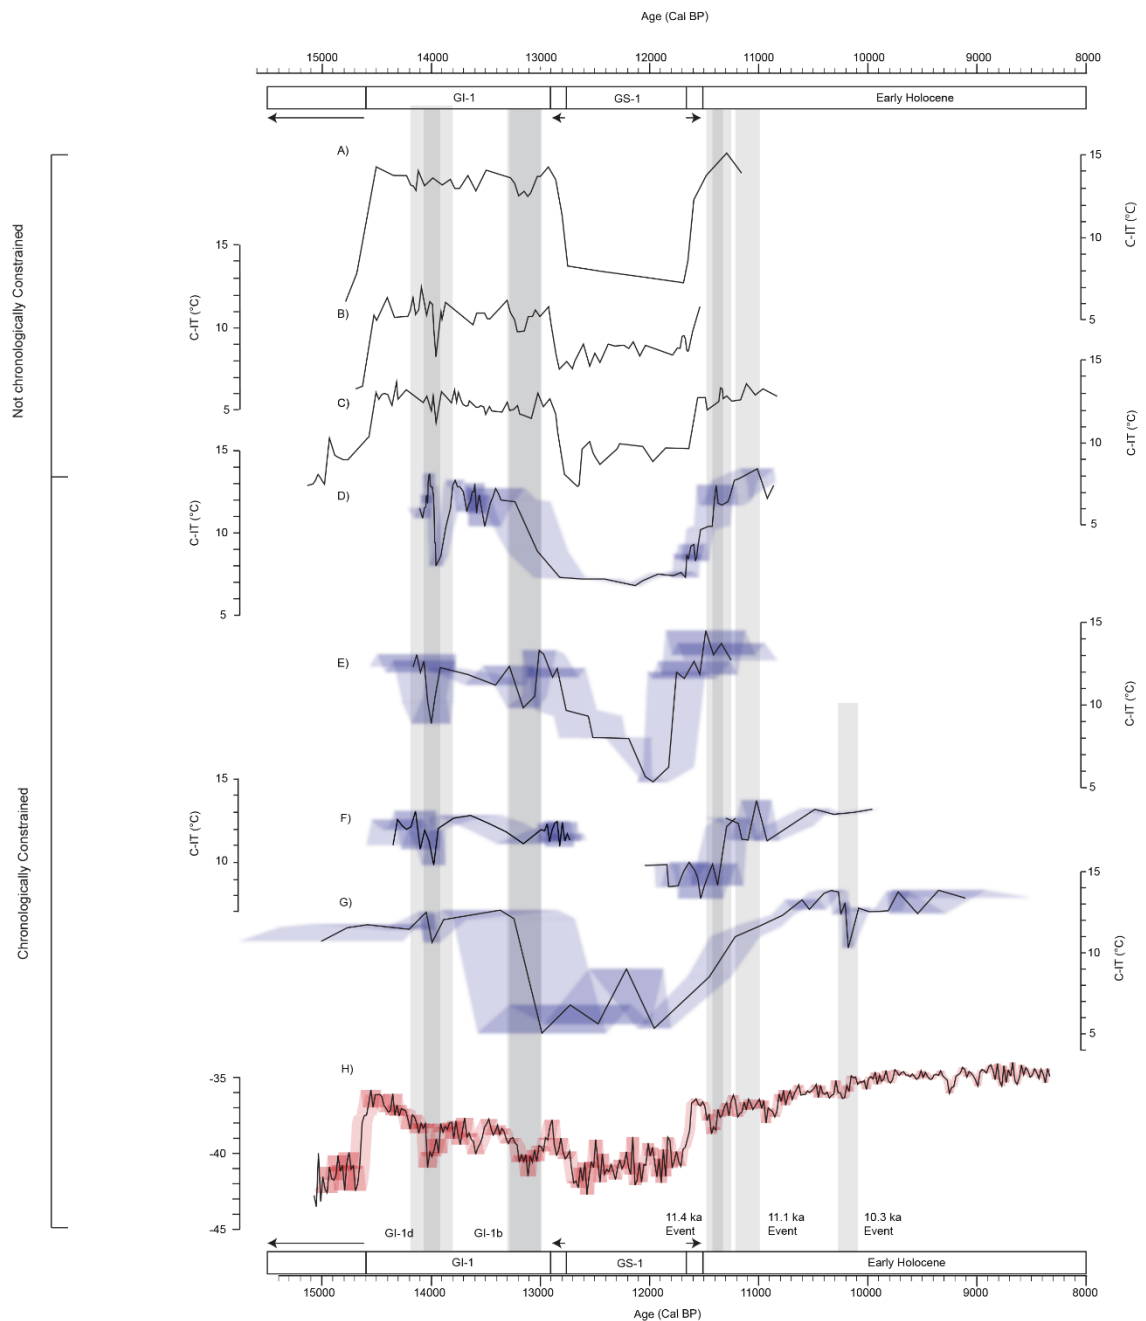 Age (Cal BP)
15000 14000 13000 12000 11000 10000 9000 8000
GI-1 GS-1 Early Holocene
Not chronologically Constrained
Chronologically Constrained
A)
15
10
5
C-IT (°C)
B)
15
10
5
C-IT (°C)
C)
15
10
5
C-IT (°C)
D)
15
10
5
C-IT (°C)
E)
15
10
5
C-IT (°C)
F)
15
10
C-IT (°C)
G)
15
10
5
C-IT (°C)
H)
-35
-40
-45
GI-1d GI-1b
11.4 ka
Event
11.1 ka
Event
10.3 ka
Event
GI-1 GS-1 Early Holocene
15000 14000 13000 12000 11000 10000 9000 8000
Age (Cal BP)